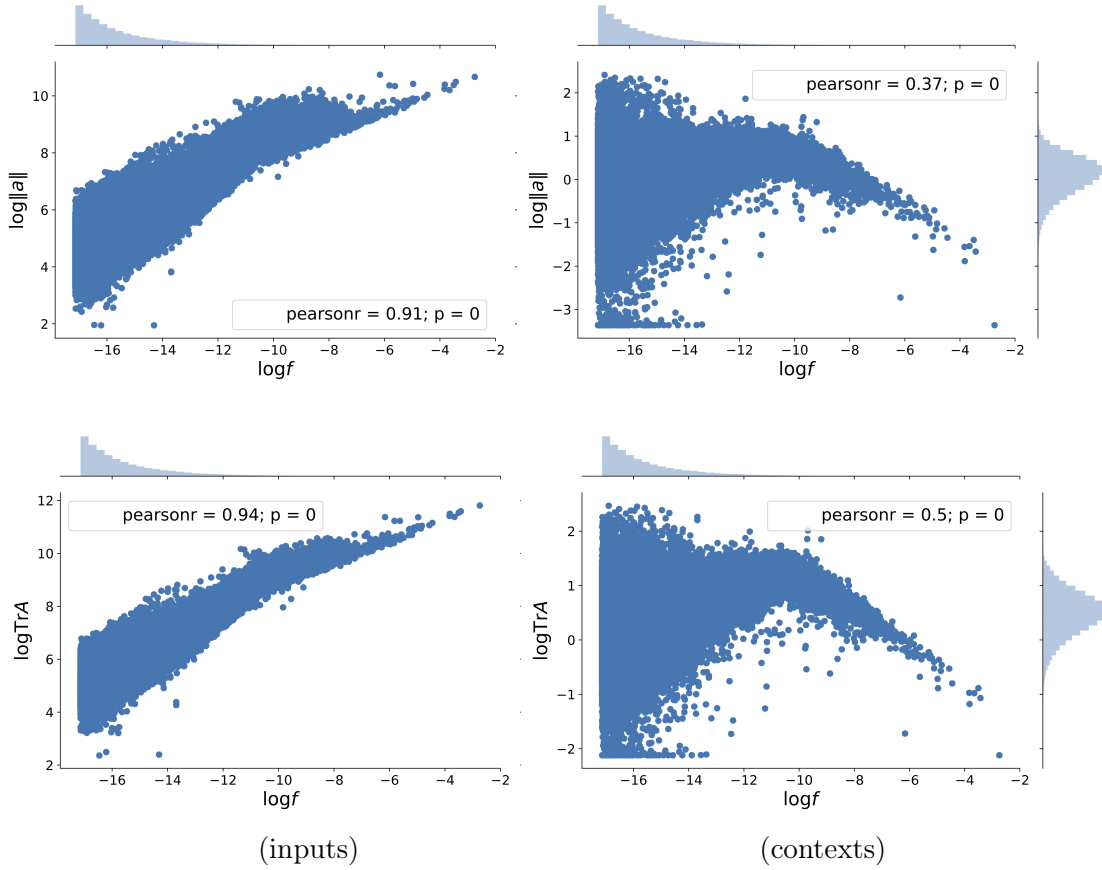 10
8
6
4
2
log‖a‖
pearsonr = 0.91; p = 0
−16 −14 −12 −10 −8 −6 −4 −2
logf
2
1
0
−1
−2
−3
log‖a‖
pearsonr = 0.37; p = 0
−16 −14 −12 −10 −8 −6 −4 −2
logf
12
10
8
6
4
2
logTrA
pearsonr = 0.94; p = 0
−16 −14 −12 −10 −8 −6 −4 −2
logf
2
1
0
−1
−2
logTrA
pearsonr = 0.5; p = 0
−16 −14 −12 −10 −8 −6 −4 −2
logf
(inputs)
(contexts)